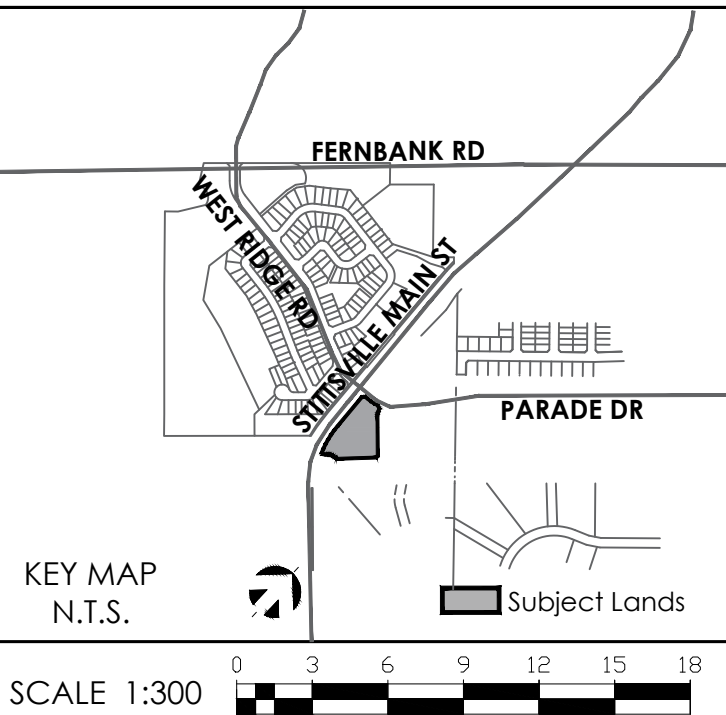 FERNBANK RD
WEST RIDGE RD
STITTSVILLE MAIN ST
PARADE DR
KEY MAP
N.T.S.
Subject Lands
0 3 6 9 12 15 18
SCALE 1:300